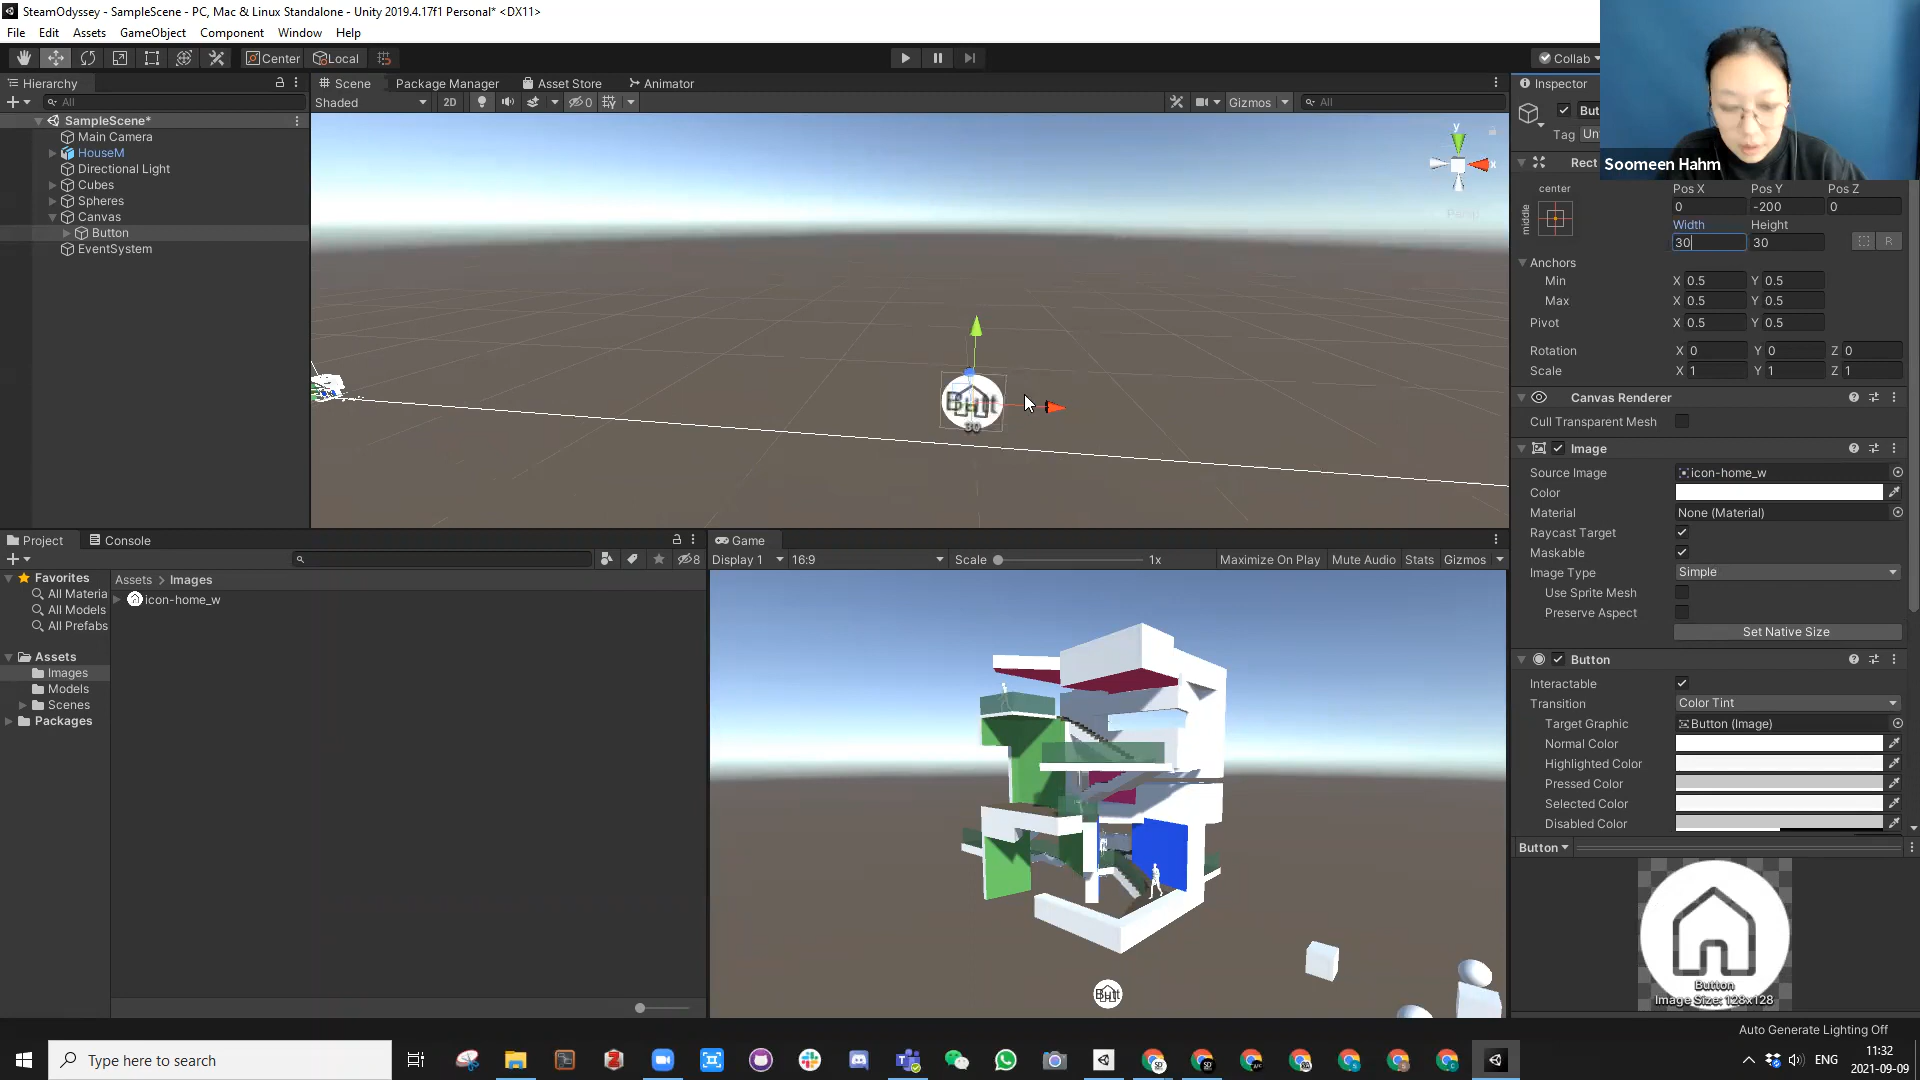 SteamOdyssey - SampleScene - PC, Mac & Linux Standalone - Unity 2019.4.17f1 Personal* <DX11>
File Edit Assets GameObject Component Window Help
Center Local Collab
Hierarchy
All
SampleScene*
Main Camera
HouseM
Directional Light
Cubes
Spheres
Canvas
Button
EventSystem
Scene Package Manager Asset Store Animator
Shaded 2D 0 Gizmos All
y
x
Persp
Butt
30
Soomeen Hahm
Inspector
But
Tag Un
Rect
center
middle
Pos X Pos Y Pos Z
0 -200 0
Width Height
30 30 R
Anchors
Min X 0.5 Y 0.5
Max X 0.5 Y 0.5
Pivot X 0.5 Y 0.5
Rotation X 0 Y 0 Z 0
Scale X 1 Y 1 Z 1
Canvas Renderer
Cull Transparent Mesh
Image
Source Image icon-home_w
Color
Material None (Material)
Raycast Target
Maskable
Image Type Simple
Use Sprite Mesh
Preserve Aspect
Set Native Size
Button
Interactable
Transition Color Tint
Target Graphic Button (Image)
Normal Color
Highlighted Color
Pressed Color
Selected Color
Disabled Color
Button
Button
Image Size: 128x128
Auto Generate Lighting Off
Project Console
8
Favorites
All Materia
All Models
All Prefabs
Assets
Images
Models
Scenes
Packages
Assets > Images
icon-home_w
Game
Display 1 16:9 Scale 1x Maximize On Play Mute Audio Stats Gizmos
Butt
Type here to search
ENG
11:32
2021-09-09